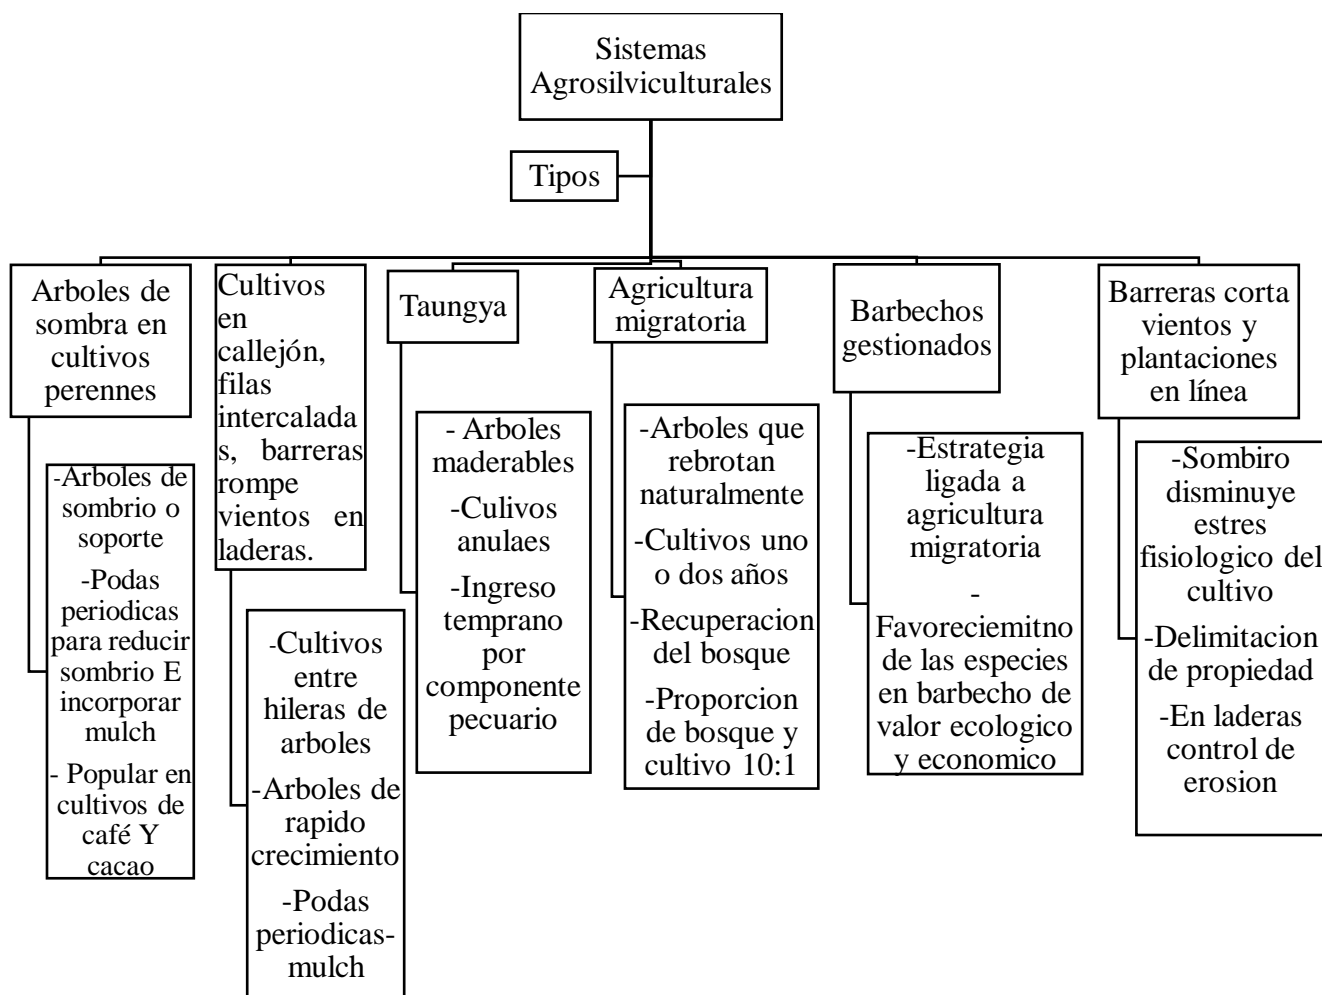 Sistemas
Agrosilviculturales
Tipos
Arboles de
sombra en
cultivos
perennes
-Arboles de
sombrio o
soporte
-Podas
periodicas
para reducir
sombrio E
incorporar
mulch
- Popular en
cultivos de
café Y
cacao
Cultivos
en
callejón,
filas
intercalada
s, barreras
rompe
vientos en
laderas.
-Cultivos
entre
hileras de
arboles
-Arboles de
rapido
crecimiento
-Podas
periodicas-
mulch
Taungya
- Arboles
maderables
-Culivos
anulaes
-Ingreso
temprano
por
componente
pecuario
Agricultura
migratoria
-Arboles que
rebrotan
naturalmente
-Cultivos uno
o dos años
-Recuperacion
del bosque
-Proporcion
de bosque y
cultivo 10:1
Barbechos
gestionados
-Estrategia
ligada a
agricultura
migratoria
-
Favoreciemitno
de las especies
en barbecho de
valor ecologico
y economico
Barreras corta
vientos y
plantaciones
en línea
-Sombiro
disminuye
estres
fisiologico del
cultivo
-Delimitacion
de propiedad
-En laderas
control de
erosion